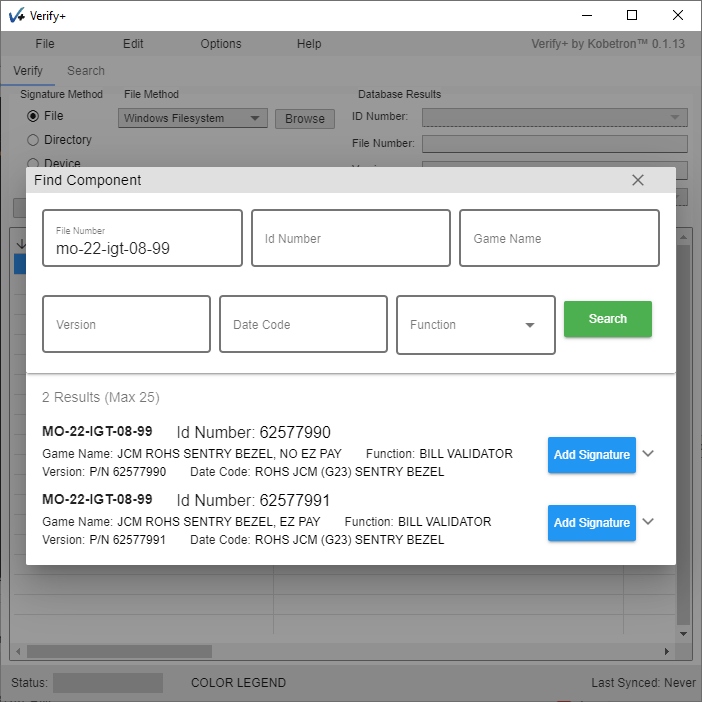 Verify+
File Edit Options Help Verify+ by Kobetron™ 0.1.13
Verify Search
Signature Method File Method Database Results
File Windows Filesystem Browse ID Number:
Directory File Number:
Device
Find Component
File Number
mo-22-igt-08-99 Id Number Game Name
Version Date Code Function Search
2 Results (Max 25)
MO-22-IGT-08-99 Id Number: 62577990
Game Name: JCM ROHS SENTRY BEZEL, NO EZ PAY Function: BILL VALIDATOR
Add Signature
Version: P/N 62577990 Date Code: ROHS JCM (G23) SENTRY BEZEL
MO-22-IGT-08-99 Id Number: 62577991
Game Name: JCM ROHS SENTRY BEZEL, EZ PAY Function: BILL VALIDATOR
Add Signature
Version: P/N 62577991 Date Code: ROHS JCM (G23) SENTRY BEZEL
Status: COLOR LEGEND Last Synced: Never